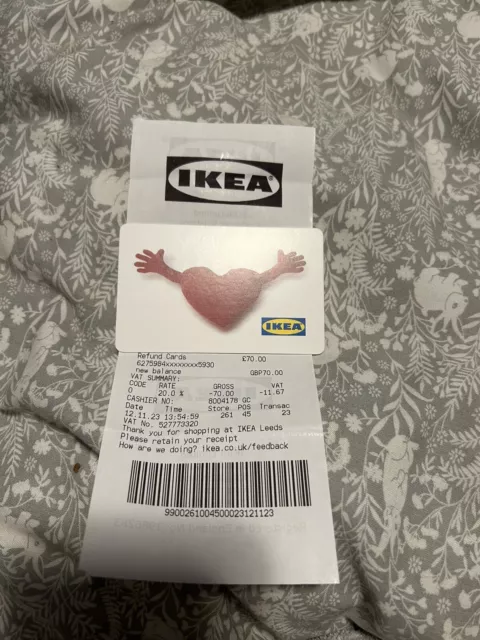 IKEA
IKEA
Refund Cards £70.00
6275984xxxxxxxx5930
new balance GBP70.00
VAT SUMMARY:
CODE RATE GROSS VAT
0 20.0 % -70.00 -11.67
CASHIER NO: 8004178 GC
Date Time Store POS Transac
12.11.23 13:54:59 261 45 23
VAT No. 527773320
Thank you for shopping at IKEA Leeds
Please retain your receipt
How are we doing? ikea.co.uk/feedback
9900261004500023121123